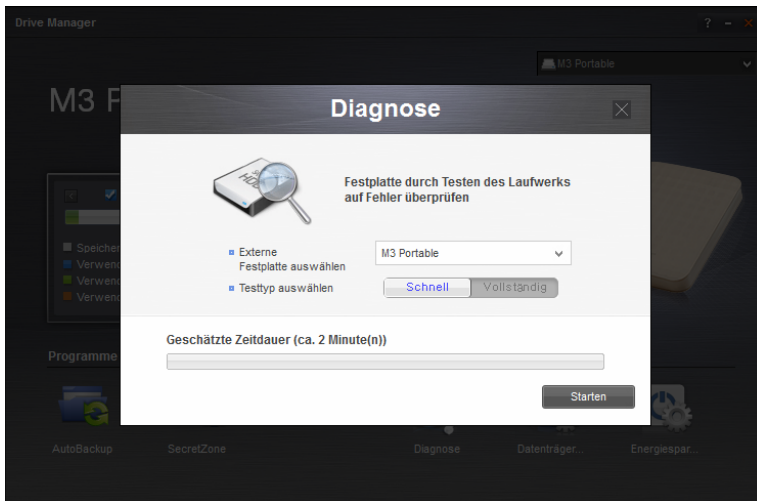 Drive Manager
? – ×
M3 Portable
M3 P
Diagnose
HDD
Festplatte durch Testen des Laufwerks
auf Fehler überprüfen
Externe
Festplatte auswählen
M3 Portable
Testtyp auswählen
Schnell
Vollständig
Speicher
Verwend
Verwend
Verwend
Geschätzte Zeitdauer (ca. 2 Minute(n))
Programme
Starten
AutoBackup
SecretZone
Diagnose
Datenträger...
Energiespar...